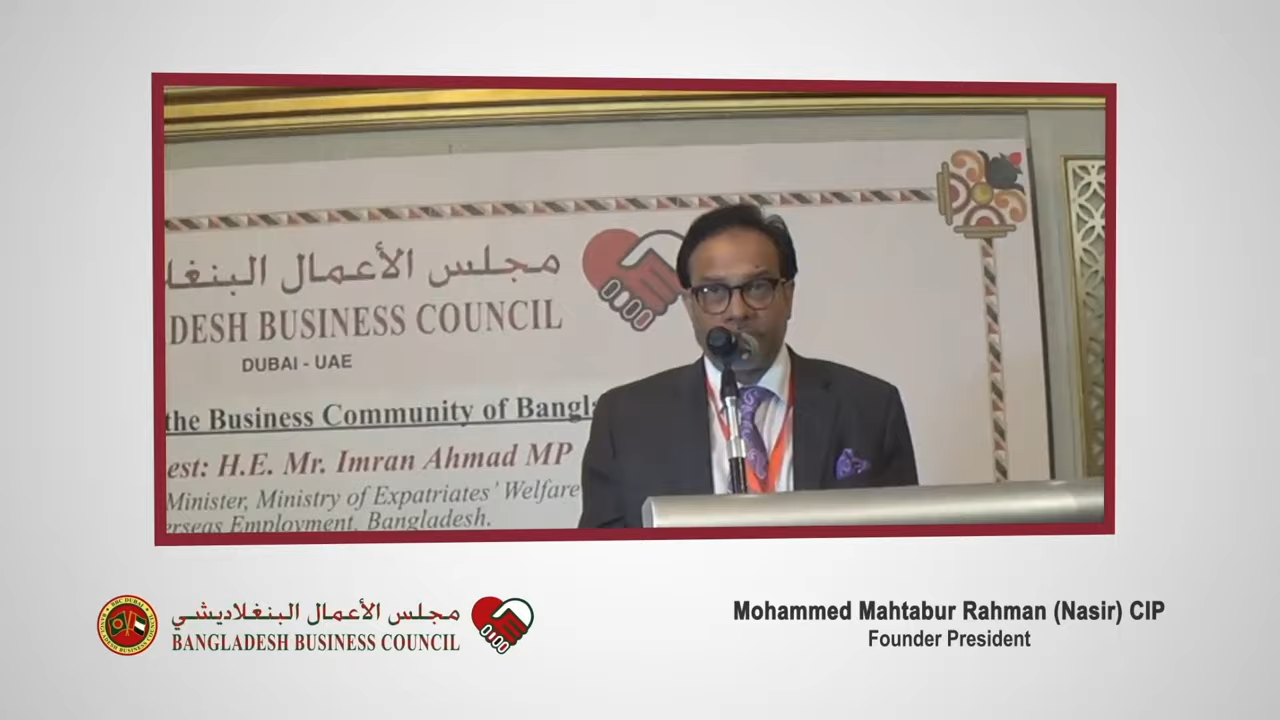 مجلس الأعمال البنغلا
DESH BUSINESS COUNCIL
DUBAI - UAE
the Business Community of Bangl
est: H.E. Mr. Imran Ahmad MP
Minister, Ministry of Expatriates' Welfare
erseas Employment, Bangladesh.
مجلس الأعمال البنغلاديشي
BANGLADESH BUSINESS COUNCIL
Mohammed Mahtabur Rahman (Nasir) CIP
Founder President